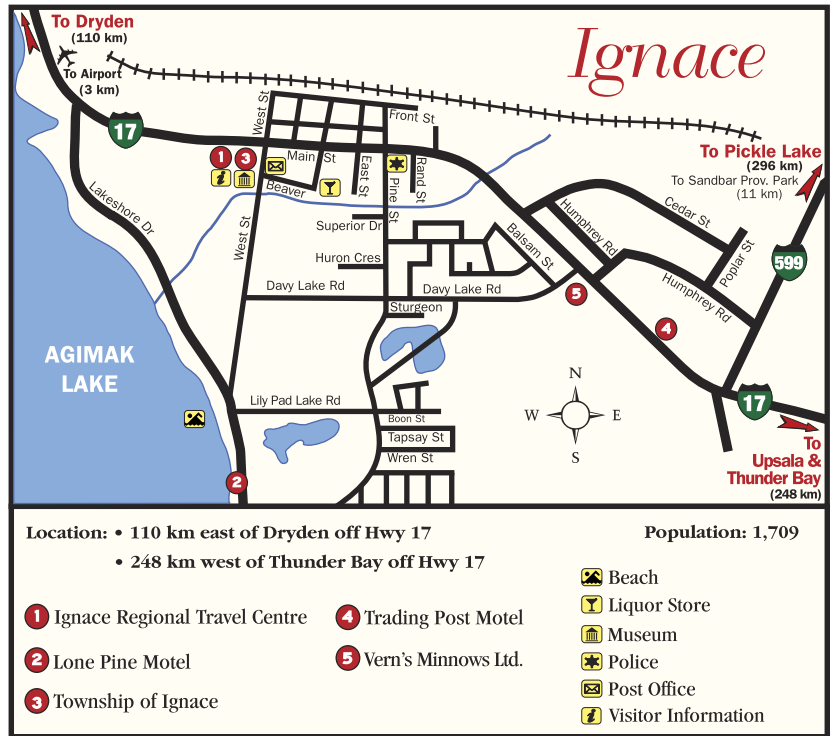 To Dryden
(110 km)
Ignace
To Airport
(3 km)
17
West St
Front St
To Pickle Lake
(296 km)
To Sandbar Prov. Park
(11 km)
1
3
Main St
East St
Pine St
Rand St
Beaver
Lakeshore Dr
Cedar St
Humphrey Rd
Superior Dr
Balsam St
Poplar St
West St
Huron Cres
599
Davy Lake Rd
Davy Lake Rd
5
Humphrey Rd
Sturgeon
4
AGIMAK
LAKE
N
W
E
S
Lily Pad Lake Rd
17
Boon St
Tapsay St
Wren St
To
Upsala &
Thunder Bay
(248 km)
2
Location: • 110 km east of Dryden off Hwy 17
• 248 km west of Thunder Bay off Hwy 17
Population: 1,709
1 Ignace Regional Travel Centre
2 Lone Pine Motel
3 Township of Ignace
4 Trading Post Motel
5 Vern's Minnows Ltd.
Beach
Liquor Store
Museum
Police
Post Office
Visitor Information